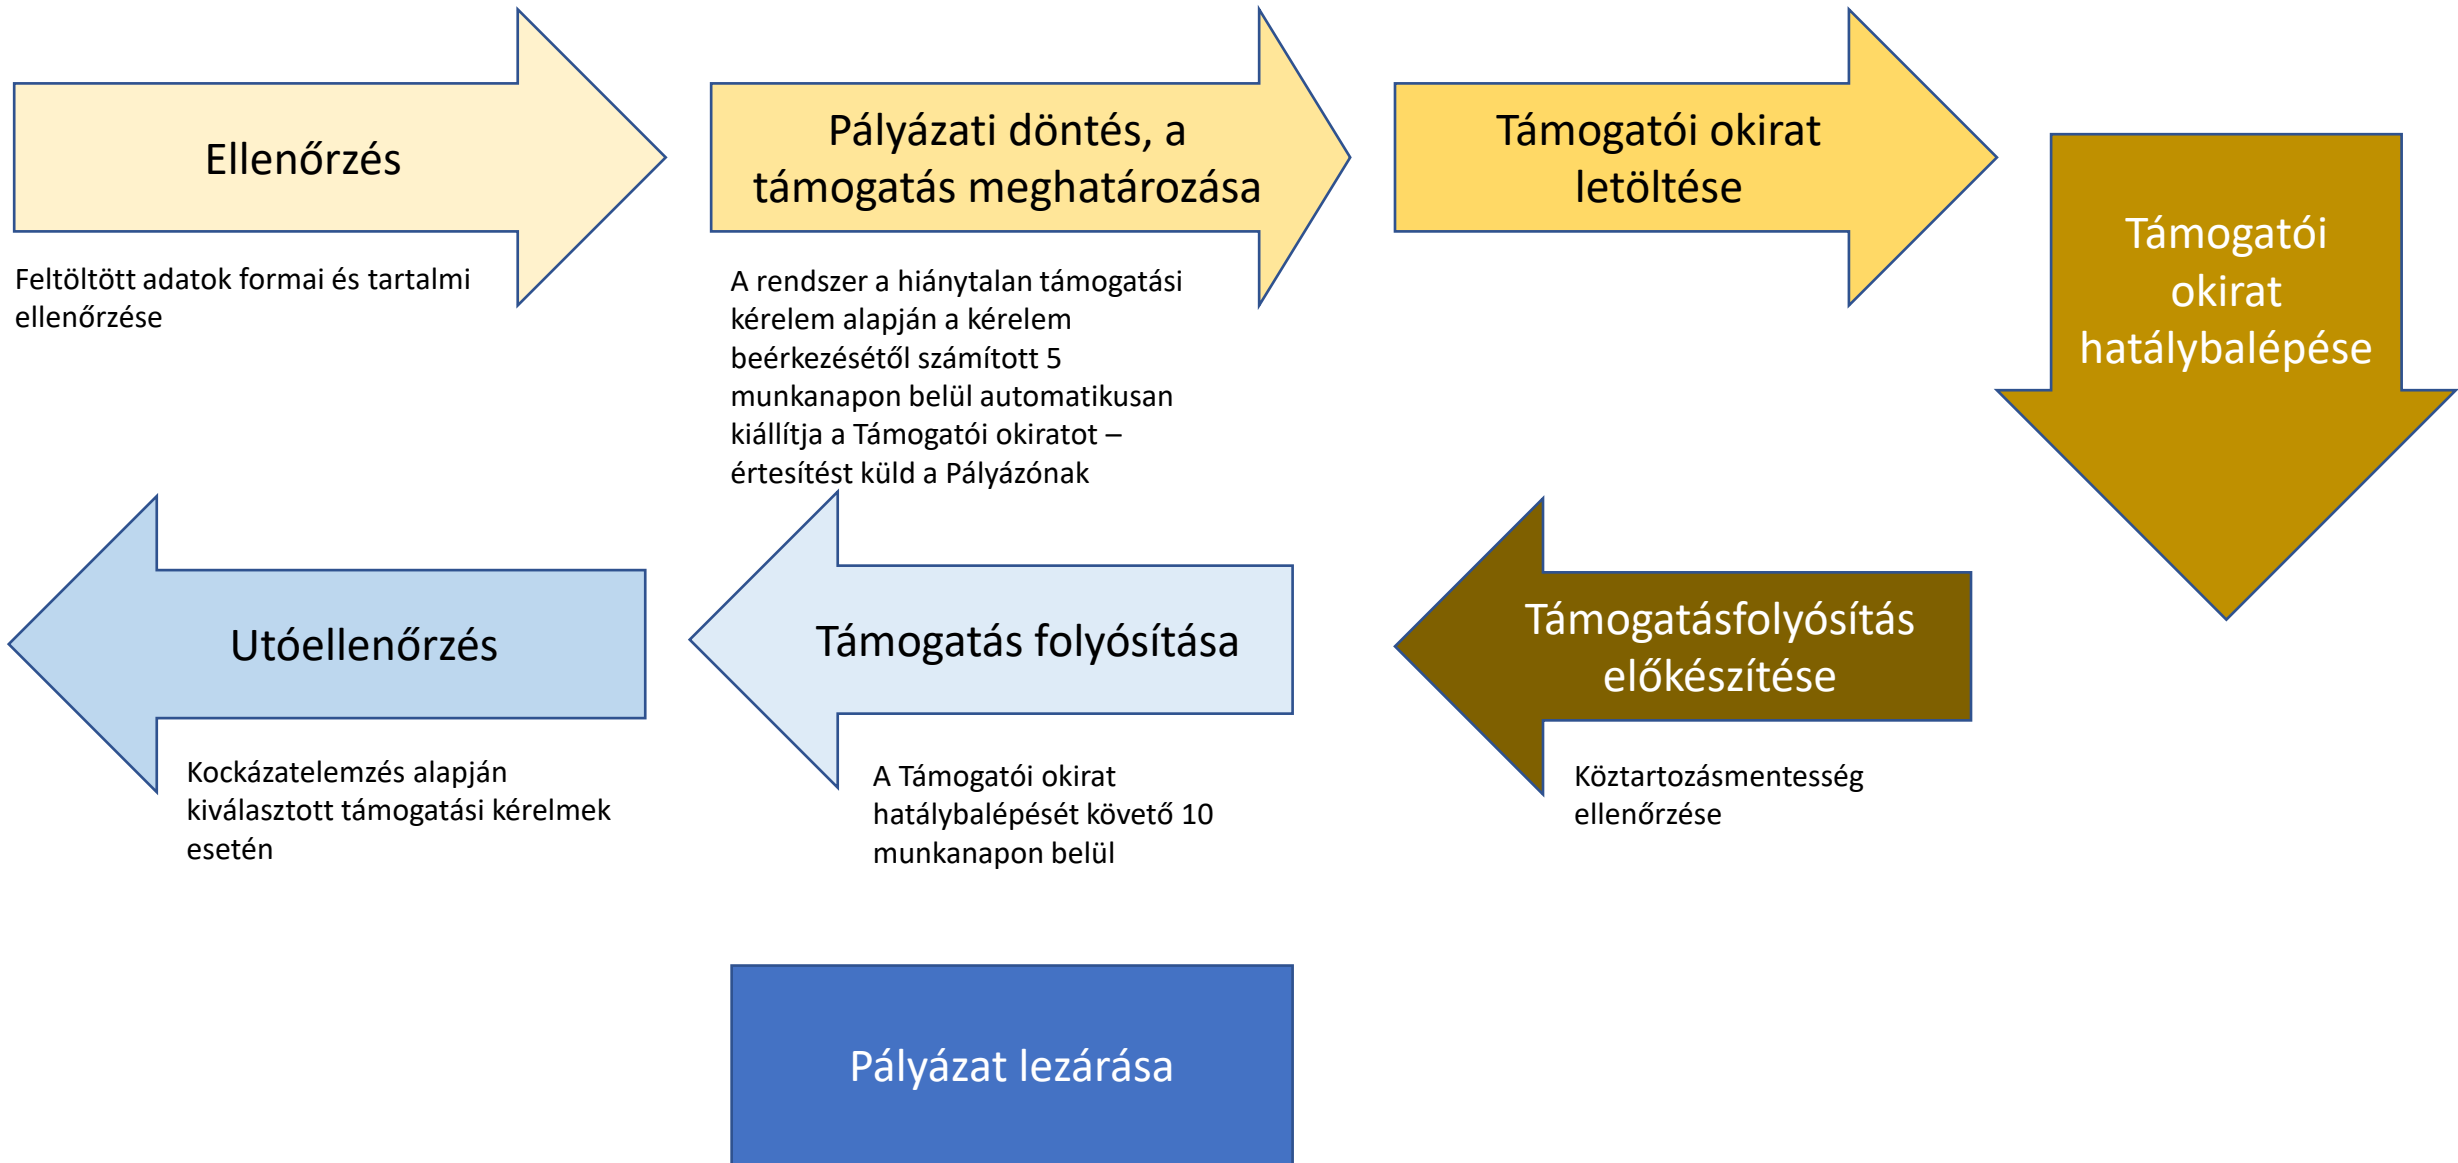 Ellenőrzés
Feltöltött adatok formai és tartalmi
ellenőrzése
Pályázati döntés, a
támogatás meghatározása
A rendszer a hiánytalan támogatási
kérelem alapján a kérelem
beérkezésétől számított 5
munkanapon belül automatikusan
kiállítja a Támogatói okiratot –
értesítést küld a Pályázónak
Támogatói okirat
letöltése
Támogatói
okirat
hatálybalépése
Támogatásfolyósítás
előkészítése
Köztartozásmentesség
ellenőrzése
Támogatás folyósítása
A Támogatói okirat
hatálybalépését követő 10
munkanapon belül
Utóellenőrzés
Kockázatelemzés alapján
kiválasztott támogatási kérelmek
esetén
Pályázat lezárása